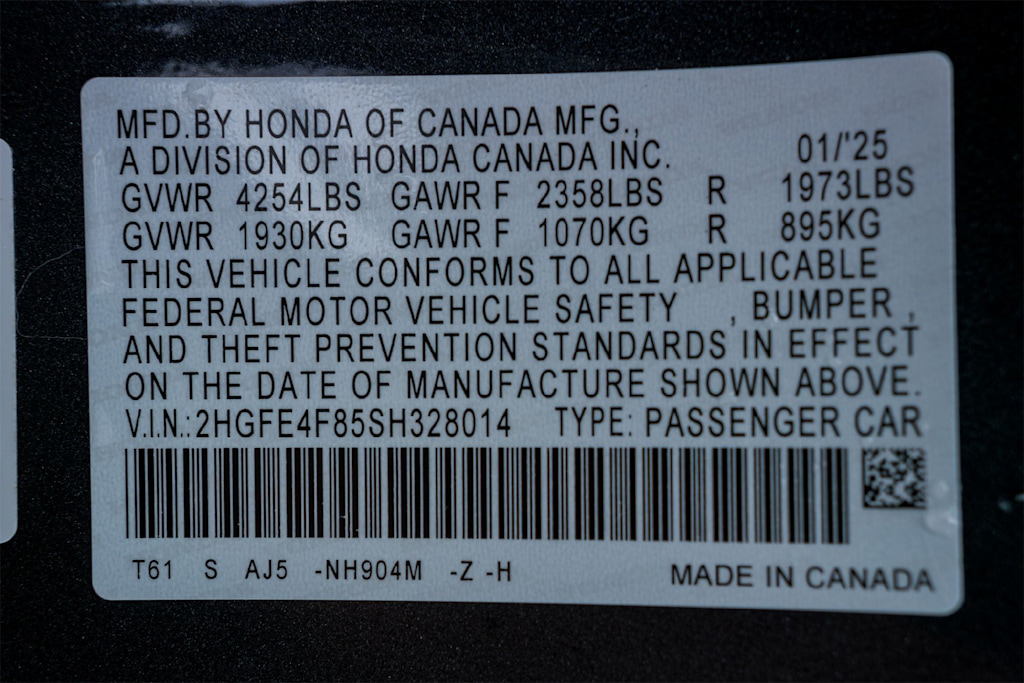 MFD.BY HONDA OF CANADA MFG.,
A DIVISION OF HONDA CANADA INC. 01/'25
GVWR 4254LBS GAWR F 2358LBS R 1973LBS
GVWR 1930KG GAWR F 1070KG R 895KG
THIS VEHICLE CONFORMS TO ALL APPLICABLE
FEDERAL MOTOR VEHICLE SAFETY , BUMPER ,
AND THEFT PREVENTION STANDARDS IN EFFECT
ON THE DATE OF MANUFACTURE SHOWN ABOVE.
V.I.N.:2HGFE4F85SH328014 TYPE: PASSENGER CAR
T61 S AJ5 -NH904M -Z -H MADE IN CANADA